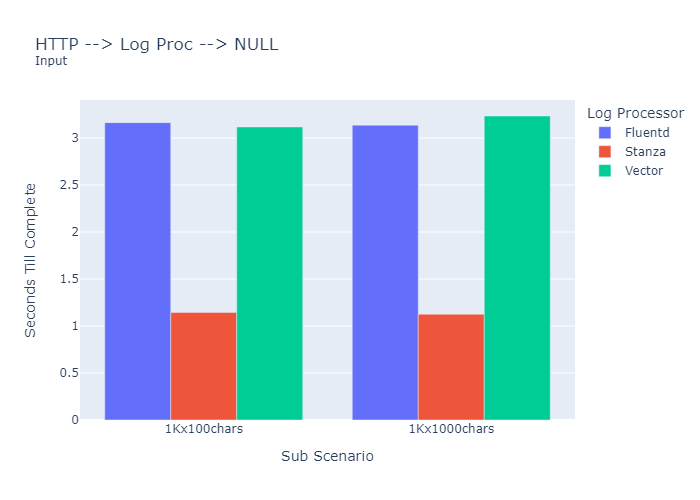 HTTP --> Log Proc --> NULL
Input
Log Processor
Fluentd
Stanza
Vector
Seconds Till Complete
3
2.5
2
1.5
1
0.5
0
1Kx100chars
1Kx1000chars
Sub Scenario